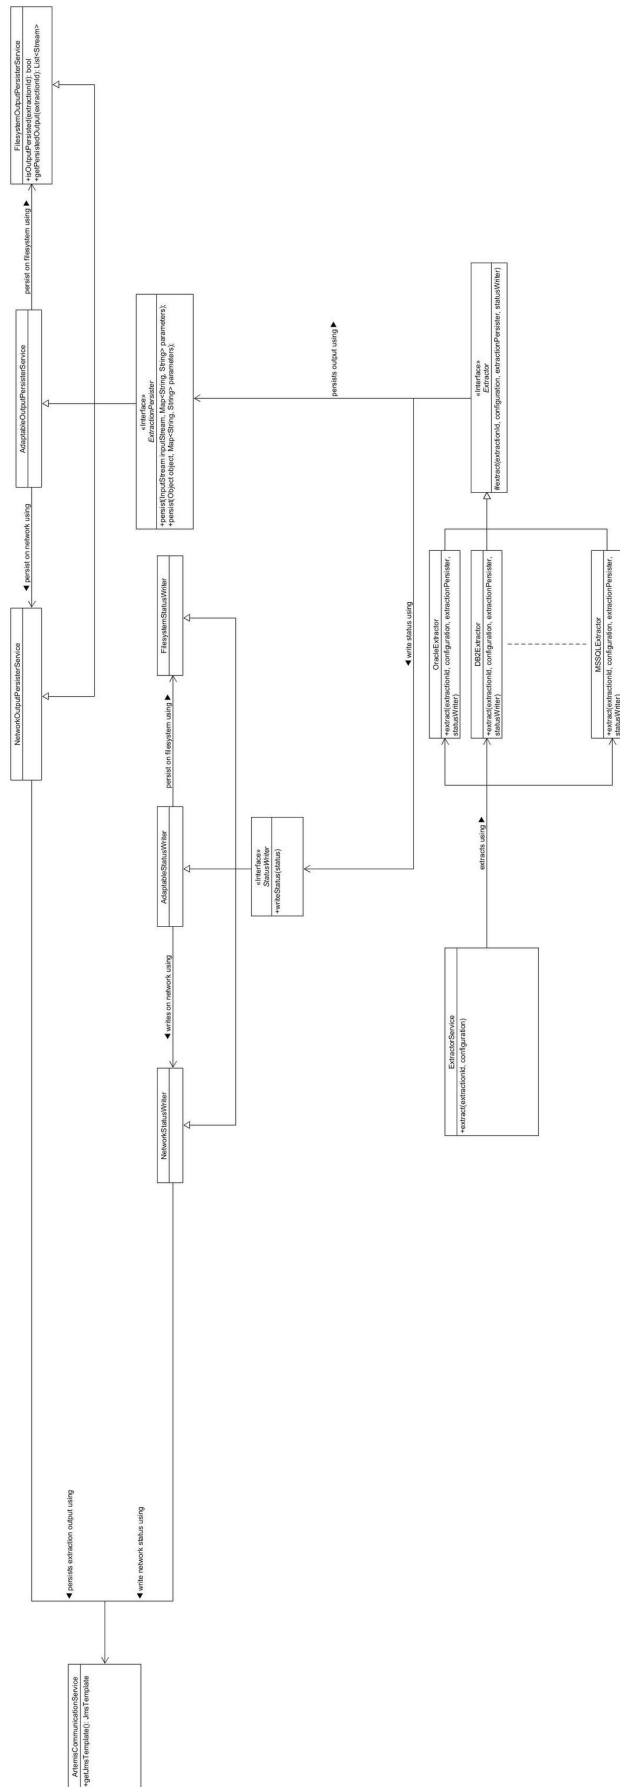 FilesystemOutputPersisterService
+isOutputPersisted(extractionId): bool
+getPersistedOutput(extractionId): List<Stream>
persist on filesystem using ▶
AdaptableOutputPersisterService
◀ persist on network using
NetworkOutputPersisterService
«Interface»
ExtractionPersister
+persist(InputStream inputStream, Map<String, String> parameters);
+persist(Object object, Map<String, String> parameters);
FilesystemStatusWriter
persist on filesystem using ▶
AdaptableStatusWriter
◀ writes on network using
NetworkStatusWriter
«Interface»
StatusWriter
+writeStatus(status)
persists output using ▶
◀ write status using
«Interface»
Extractor
#extract(extractionId, configuration, extractionPersister, statusWriter)
OracleExtractor
+extract(extractionId, configuration, extractionPersister,
statusWriter)
DB2Extractor
+extract(extractionId, configuration, extractionPersister,
statusWriter)
MSSQLExtractor
+extract(extractionId, configuration, extractionPersister,
statusWriter)
extracts using ▶
ExtractorService
+extract(extractionId, configuration)
◀ persists extraction output using
◀ write network status using
ArtemisCommunicationService
+getJmsTemplate(): JmsTemplate